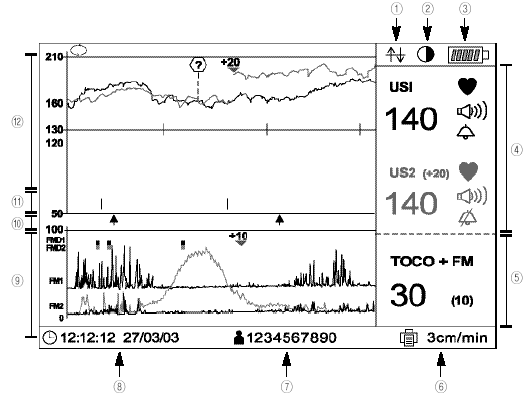 ① ② ③
210
?
+20
160
130
120
50
100
FMD1
FMD2
+10
FM1
FM2
0
US1
140
US2 (+20)
140
TOCO + FM
30 (10)
12:12:12 27/03/03
1234567890
3cm/min
④
⑤
⑥
⑦
⑧
⑨
⑩
⑪
⑫